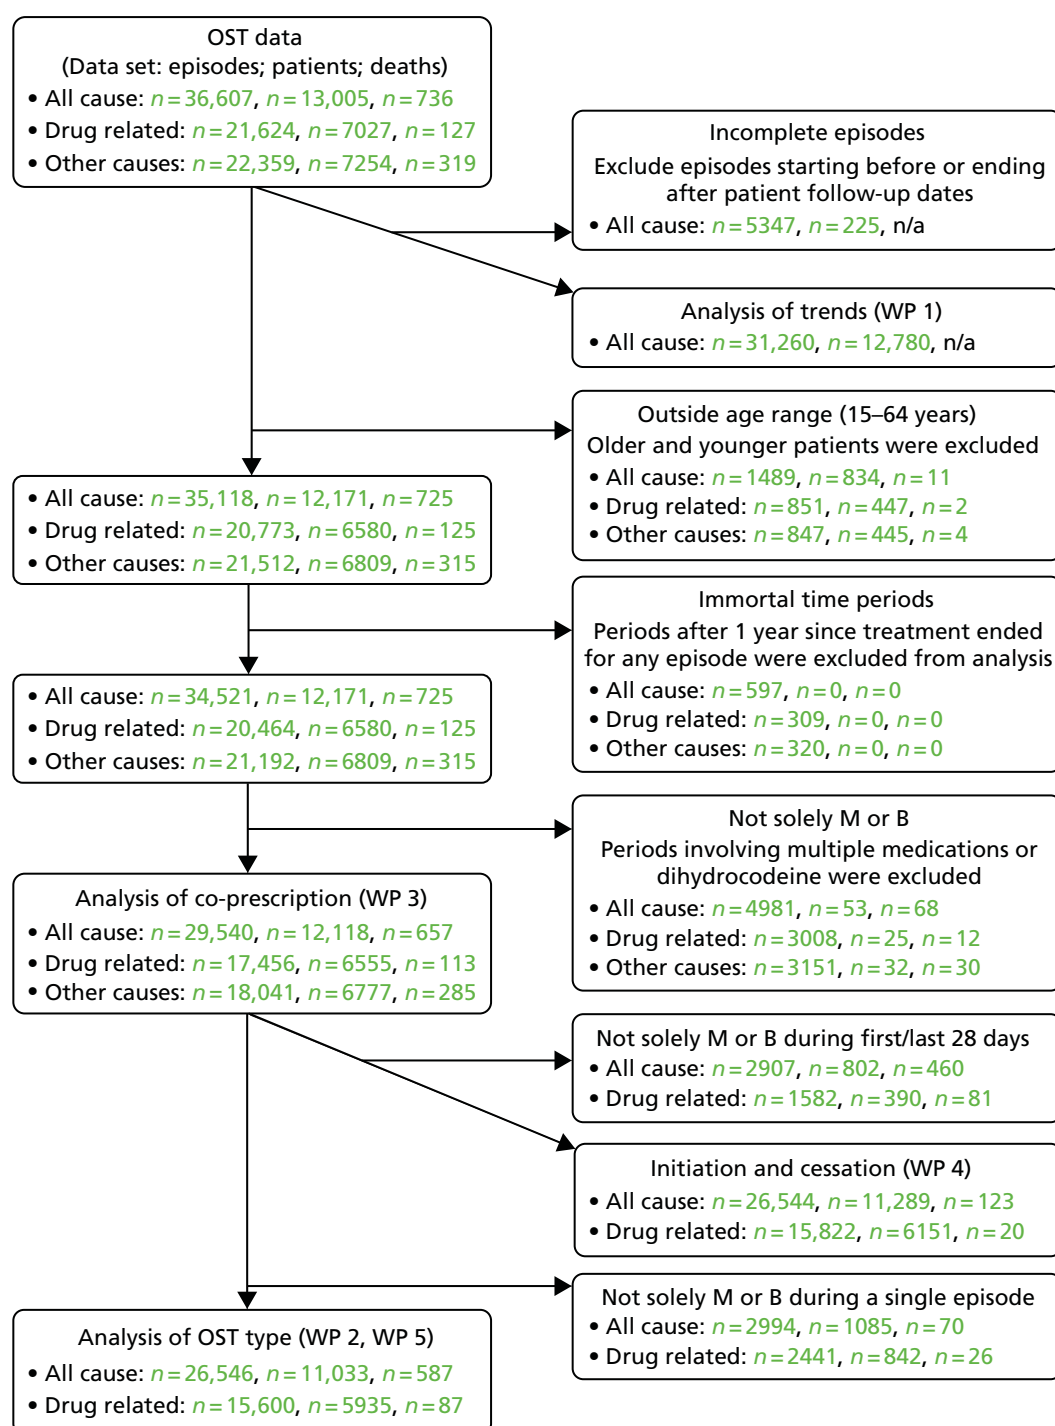 OST data
(Data set: episodes; patients; deaths)
• All cause: n = 36,607, n = 13,005, n = 736
• Drug related: n = 21,624, n = 7027, n = 127
• Other causes: n = 22,359, n = 7254, n = 319
Incomplete episodes
Exclude episodes starting before or ending
after patient follow-up dates
• All cause: n = 5347, n = 225, n/a
Analysis of trends (WP 1)
• All cause: n = 31,260, n = 12,780, n/a
Outside age range (15–64 years)
Older and younger patients were excluded
• All cause: n = 1489, n = 834, n = 11
• Drug related: n = 851, n = 447, n = 2
• Other causes: n = 847, n = 445, n = 4
• All cause: n = 35,118, n = 12,171, n = 725
• Drug related: n = 20,773, n = 6580, n = 125
• Other causes: n = 21,512, n = 6809, n = 315
Immortal time periods
Periods after 1 year since treatment ended
for any episode were excluded from analysis
• All cause: n = 597, n = 0, n = 0
• Drug related: n = 309, n = 0, n = 0
• Other causes: n = 320, n = 0, n = 0
• All cause: n = 34,521, n = 12,171, n = 725
• Drug related: n = 20,464, n = 6580, n = 125
• Other causes: n = 21,192, n = 6809, n = 315
Not solely M or B
Periods involving multiple medications or
dihydrocodeine were excluded
• All cause: n = 4981, n = 53, n = 68
• Drug related: n = 3008, n = 25, n = 12
• Other causes: n = 3151, n = 32, n = 30
Analysis of co-prescription (WP 3)
• All cause: n = 29,540, n = 12,118, n = 657
• Drug related: n = 17,456, n = 6555, n = 113
• Other causes: n = 18,041, n = 6777, n = 285
Not solely M or B during first/last 28 days
• All cause: n = 2907, n = 802, n = 460
• Drug related: n = 1582, n = 390, n = 81
Initiation and cessation (WP 4)
• All cause: n = 26,544, n = 11,289, n = 123
• Drug related: n = 15,822, n = 6151, n = 20
Not solely M or B during a single episode
• All cause: n = 2994, n = 1085, n = 70
• Drug related: n = 2441, n = 842, n = 26
Analysis of OST type (WP 2, WP 5)
• All cause: n = 26,546, n = 11,033, n = 587
• Drug related: n = 15,600, n = 5935, n = 87